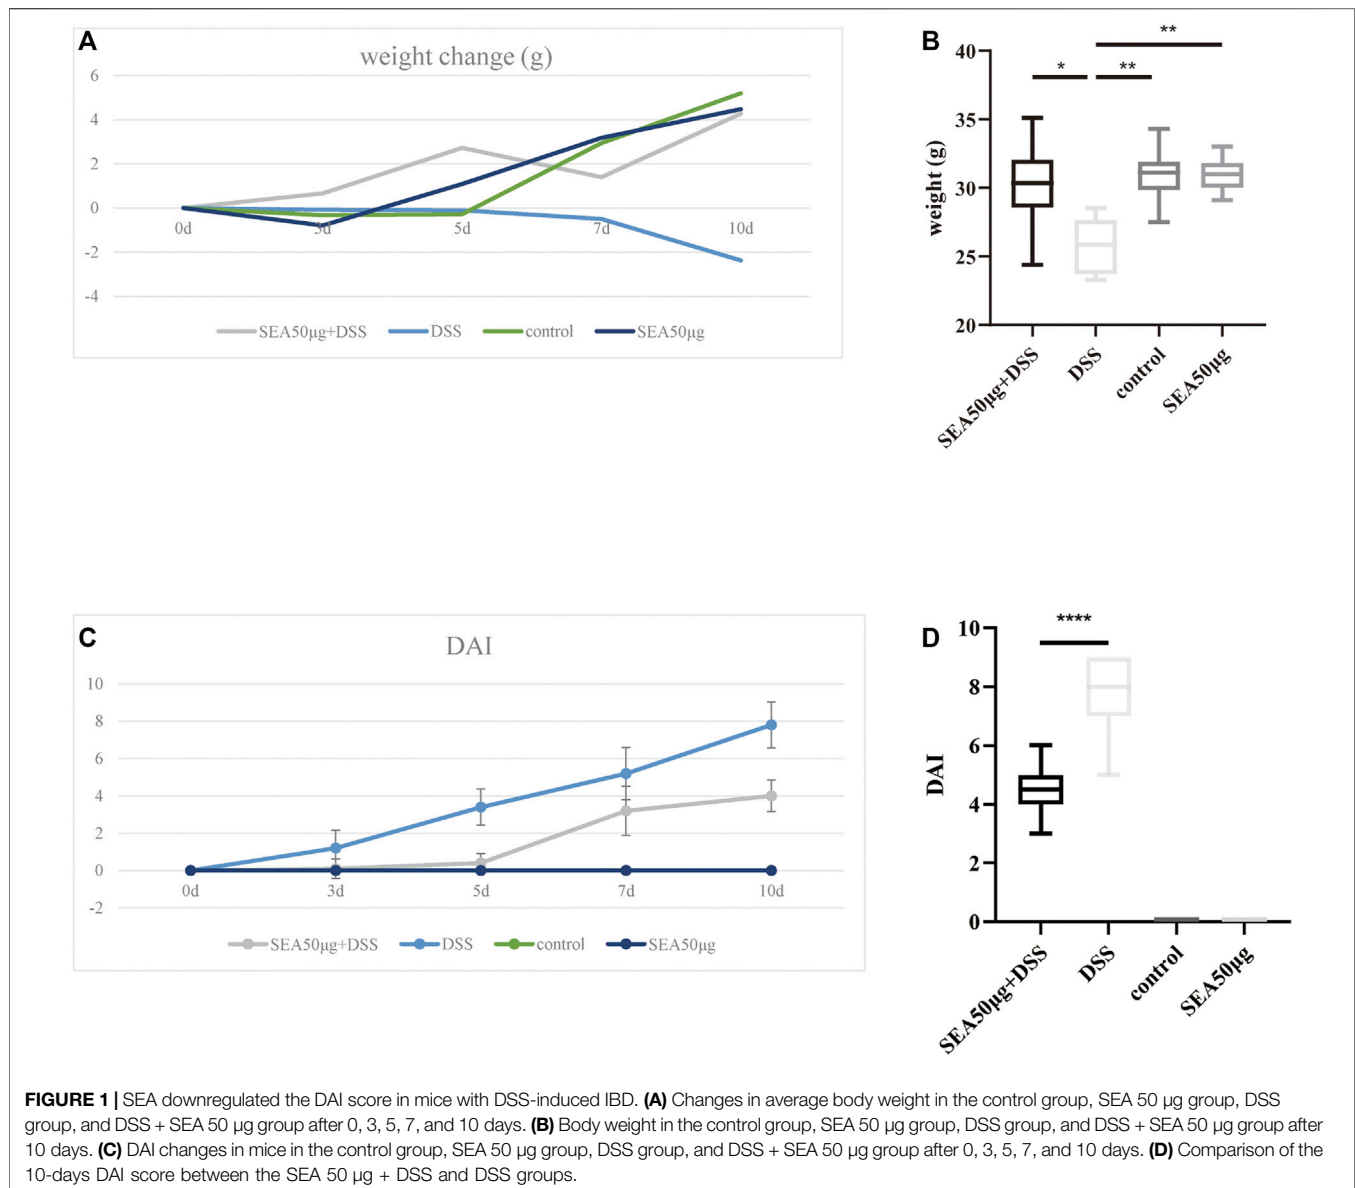 A
weight change (g)
6
4
2
0
-2
-4
0d
3d
5d
7d
10d
SEA50μg+DSS
DSS
control
SEA50μg
B
**
*
**
40
35
30
25
20
weight (g)
SEA50μg+DSS
DSS
control
SEA50μg
C
DAI
10
8
6
4
2
0
-2
0d
3d
5d
7d
10d
SEA50μg+DSS
DSS
control
SEA50μg
D
****
10
8
6
4
2
0
DAI
SEA50μg+DSS
DSS
control
SEA50μg
FIGURE 1 | SEA downregulated the DAI score in mice with DSS-induced IBD. (A) Changes in average body weight in the control group, SEA 50 μg group, DSS
group, and DSS + SEA 50 μg group after 0, 3, 5, 7, and 10 days. (B) Body weight in the control group, SEA 50 μg group, DSS group, and DSS + SEA 50 μg group after
10 days. (C) DAI changes in mice in the control group, SEA 50 μg group, DSS group, and DSS + SEA 50 μg group after 0, 3, 5, 7, and 10 days. (D) Comparison of the
10-days DAI score between the SEA 50 μg + DSS and DSS groups.